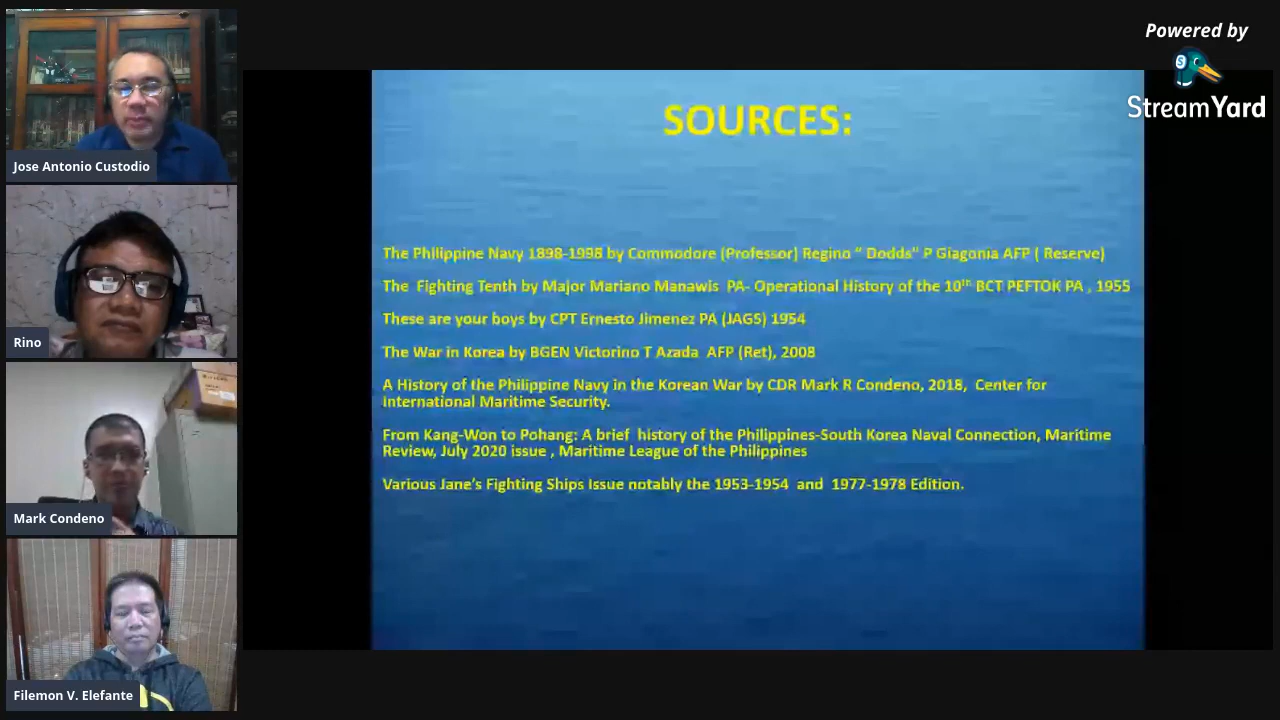 Powered by
StreamYard
Jose Antonio Custodio
Rino
Mark Condeno
Filemon V. Elefante
SOURCES:
The Philippine Navy 1898-1998 by Commodore (Professor) Regino “ Dodds" P Giagonia AFP ( Reserve)
The Fighting Tenth by Major Mariano Manawis PA- Operational History of the 10th BCT PEFTOK PA , 1955
These are your boys by CPT Ernesto Jimenez PA (JAGS) 1954
The War in Korea by BGEN Victorino T Azada AFP (Ret), 2008
A History of the Philippine Navy in the Korean War by CDR Mark R Condeno, 2018, Center for
International Maritime Security.
From Kang-Won to Pohang: A brief history of the Philippines-South Korea Naval Connection, Maritime
Review, July 2020 issue , Maritime League of the Philippines
Various Jane's Fighting Ships Issue notably the 1953-1954 and 1977-1978 Edition.